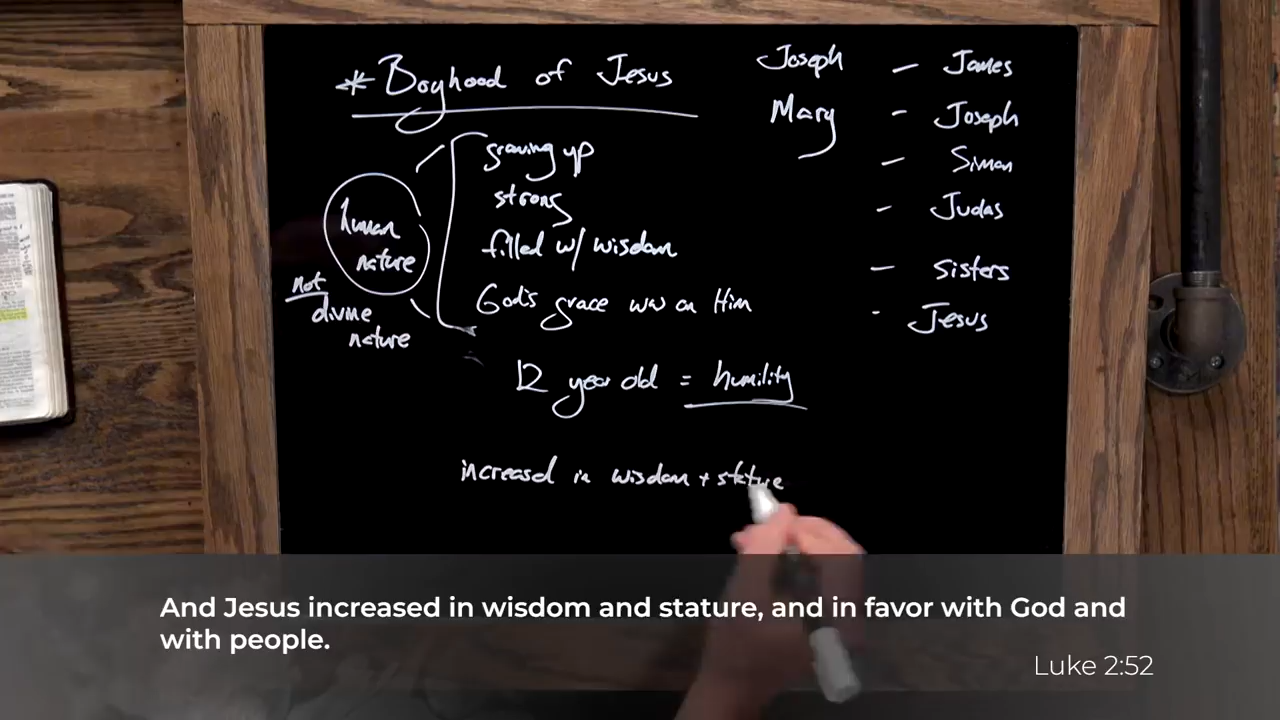 * Boyhood of Jesus
growing up
strong
filled w/ wisdom
God's grace was on Him
human
nature
not
divine
nature
12 year old = humility
increased in wisdom + stature
Joseph
Mary
- James
- Joseph
- Simon
- Judas
- Sisters
- Jesus
And Jesus increased in wisdom and stature, and in favor with God and
with people.
Luke 2:52